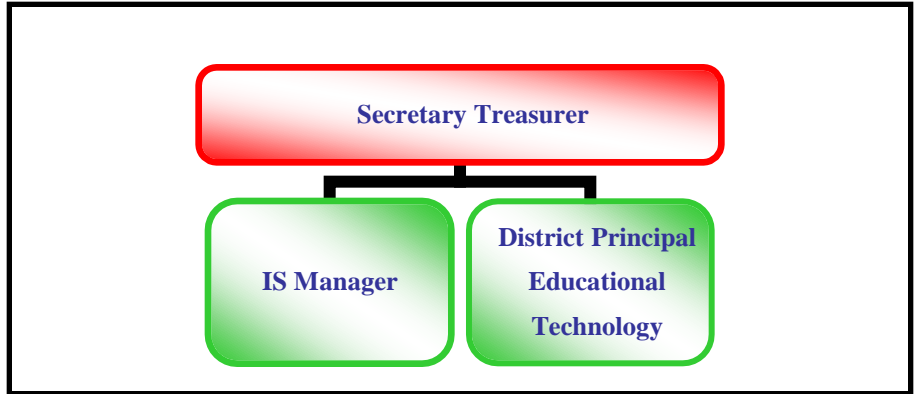 Secretary Treasurer
IS Manager
District Principal
Educational
Technology